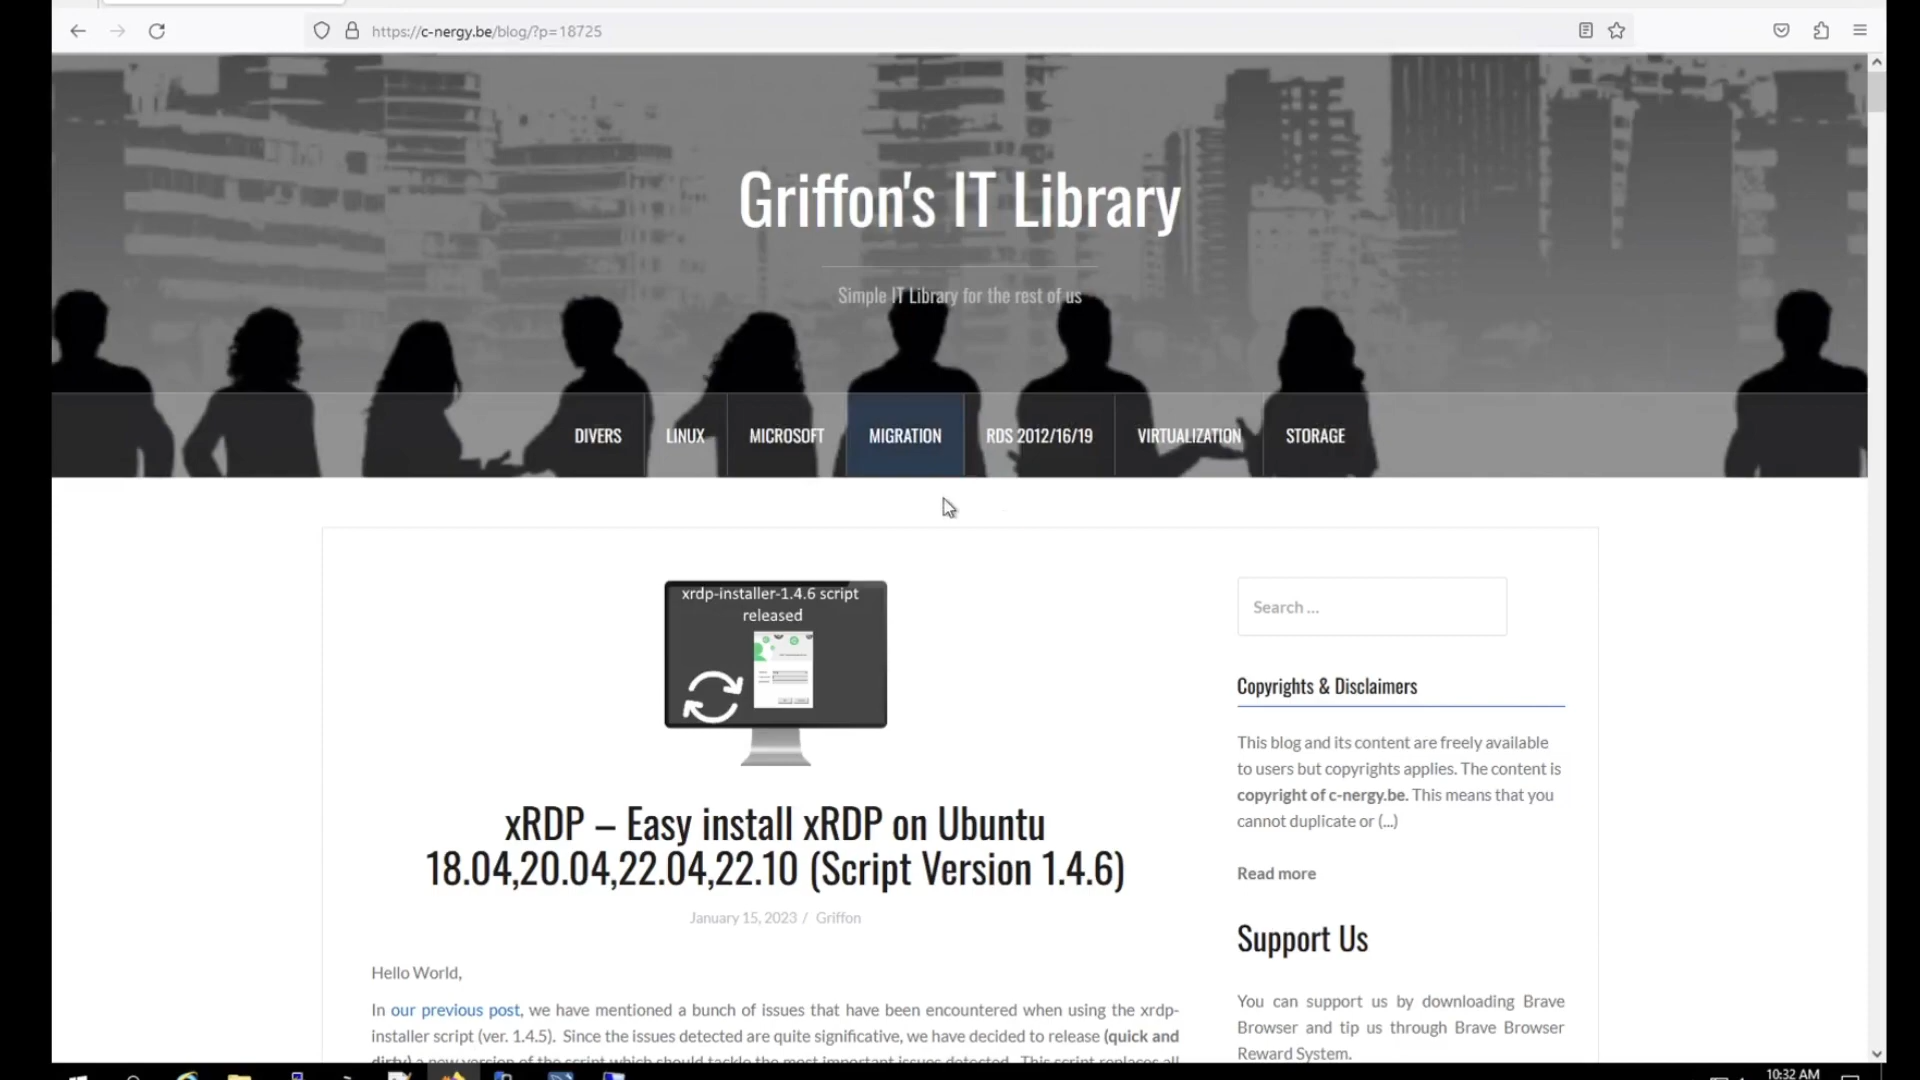 https://c-nergy.be/blog/?p=18725
Griffon's IT Library
Simple IT Library for the rest of us
DIVERS LINUX MICROSOFT MIGRATION RDS 2012/16/19 VIRTUALIZATION STORAGE
xrdp-installer-1.4.6 script
released
xRDP – Easy install xRDP on Ubuntu
18.04,20.04,22.04,22.10 (Script Version 1.4.6)
January 15, 2023 / Griffon
Hello World,
In our previous post, we have mentioned a bunch of issues that have been encountered when using the xrdp-
installer script (ver. 1.4.5). Since the issues detected are quite significative, we have decided to release (quick and
dirty) a new version of the script which should tackle the most important issues detected. This script replaces all
Search ...
Copyrights & Disclaimers
This blog and its content are freely available
to users but copyrights applies. The content is
copyright of c-nergy.be. This means that you
cannot duplicate or (...)
Read more
Support Us
You can support us by downloading Brave
Browser and tip us through Brave Browser
Reward System.
10:32 AM